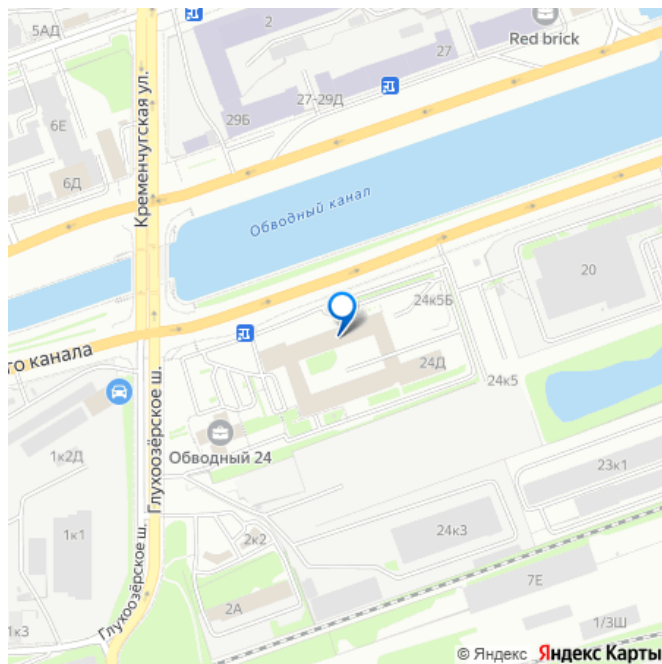 5АД
2
Red brick
27
27-29Д
29Б
6Е
6Д
Кременчугская ул.
Обводный канал
20
24к5Б
го канала
24Д
24к5
Глухоозёрское ш.
Обводный 24
1к2Д
23к1
1к1
24к3
2к2
Глухоозёрское ш.
7Е
2А
1к3
1/3Ш
© Яндекс Яндекс Карты